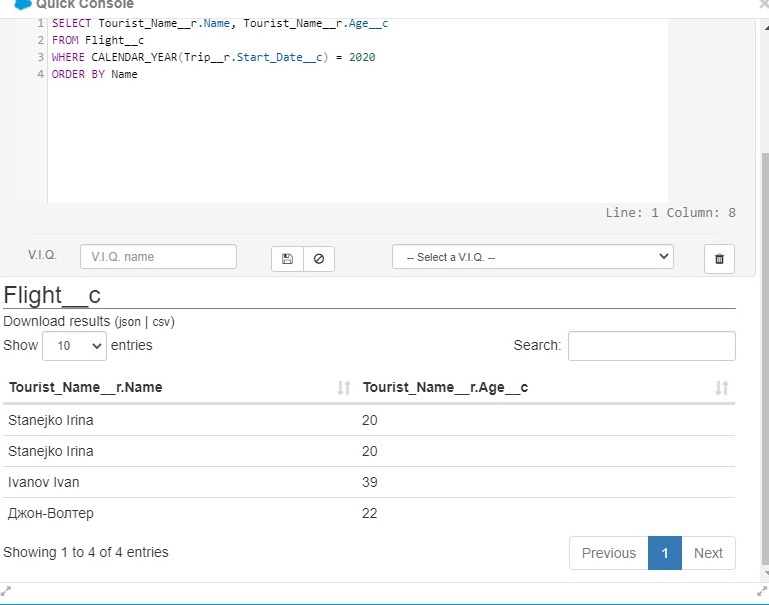 Quick Console
1 SELECT Tourist_Name__r.Name, Tourist_Name__r.Age__c
2 FROM Flight__c
3 WHERE CALENDAR_YEAR(Trip__r.Start_Date__c) = 2020
4 ORDER BY Name
Line: 1 Column: 8
V.I.Q. V.I.Q. name -- Select a V.I.Q. --
Flight__c
Download results (json | csv)
Show 10 entries Search:
Tourist_Name__r.Name Tourist_Name__r.Age__c
Stanejko Irina 20
Stanejko Irina 20
Ivanov Ivan 39
Джон-Волтер 22
Showing 1 to 4 of 4 entries Previous 1 Next